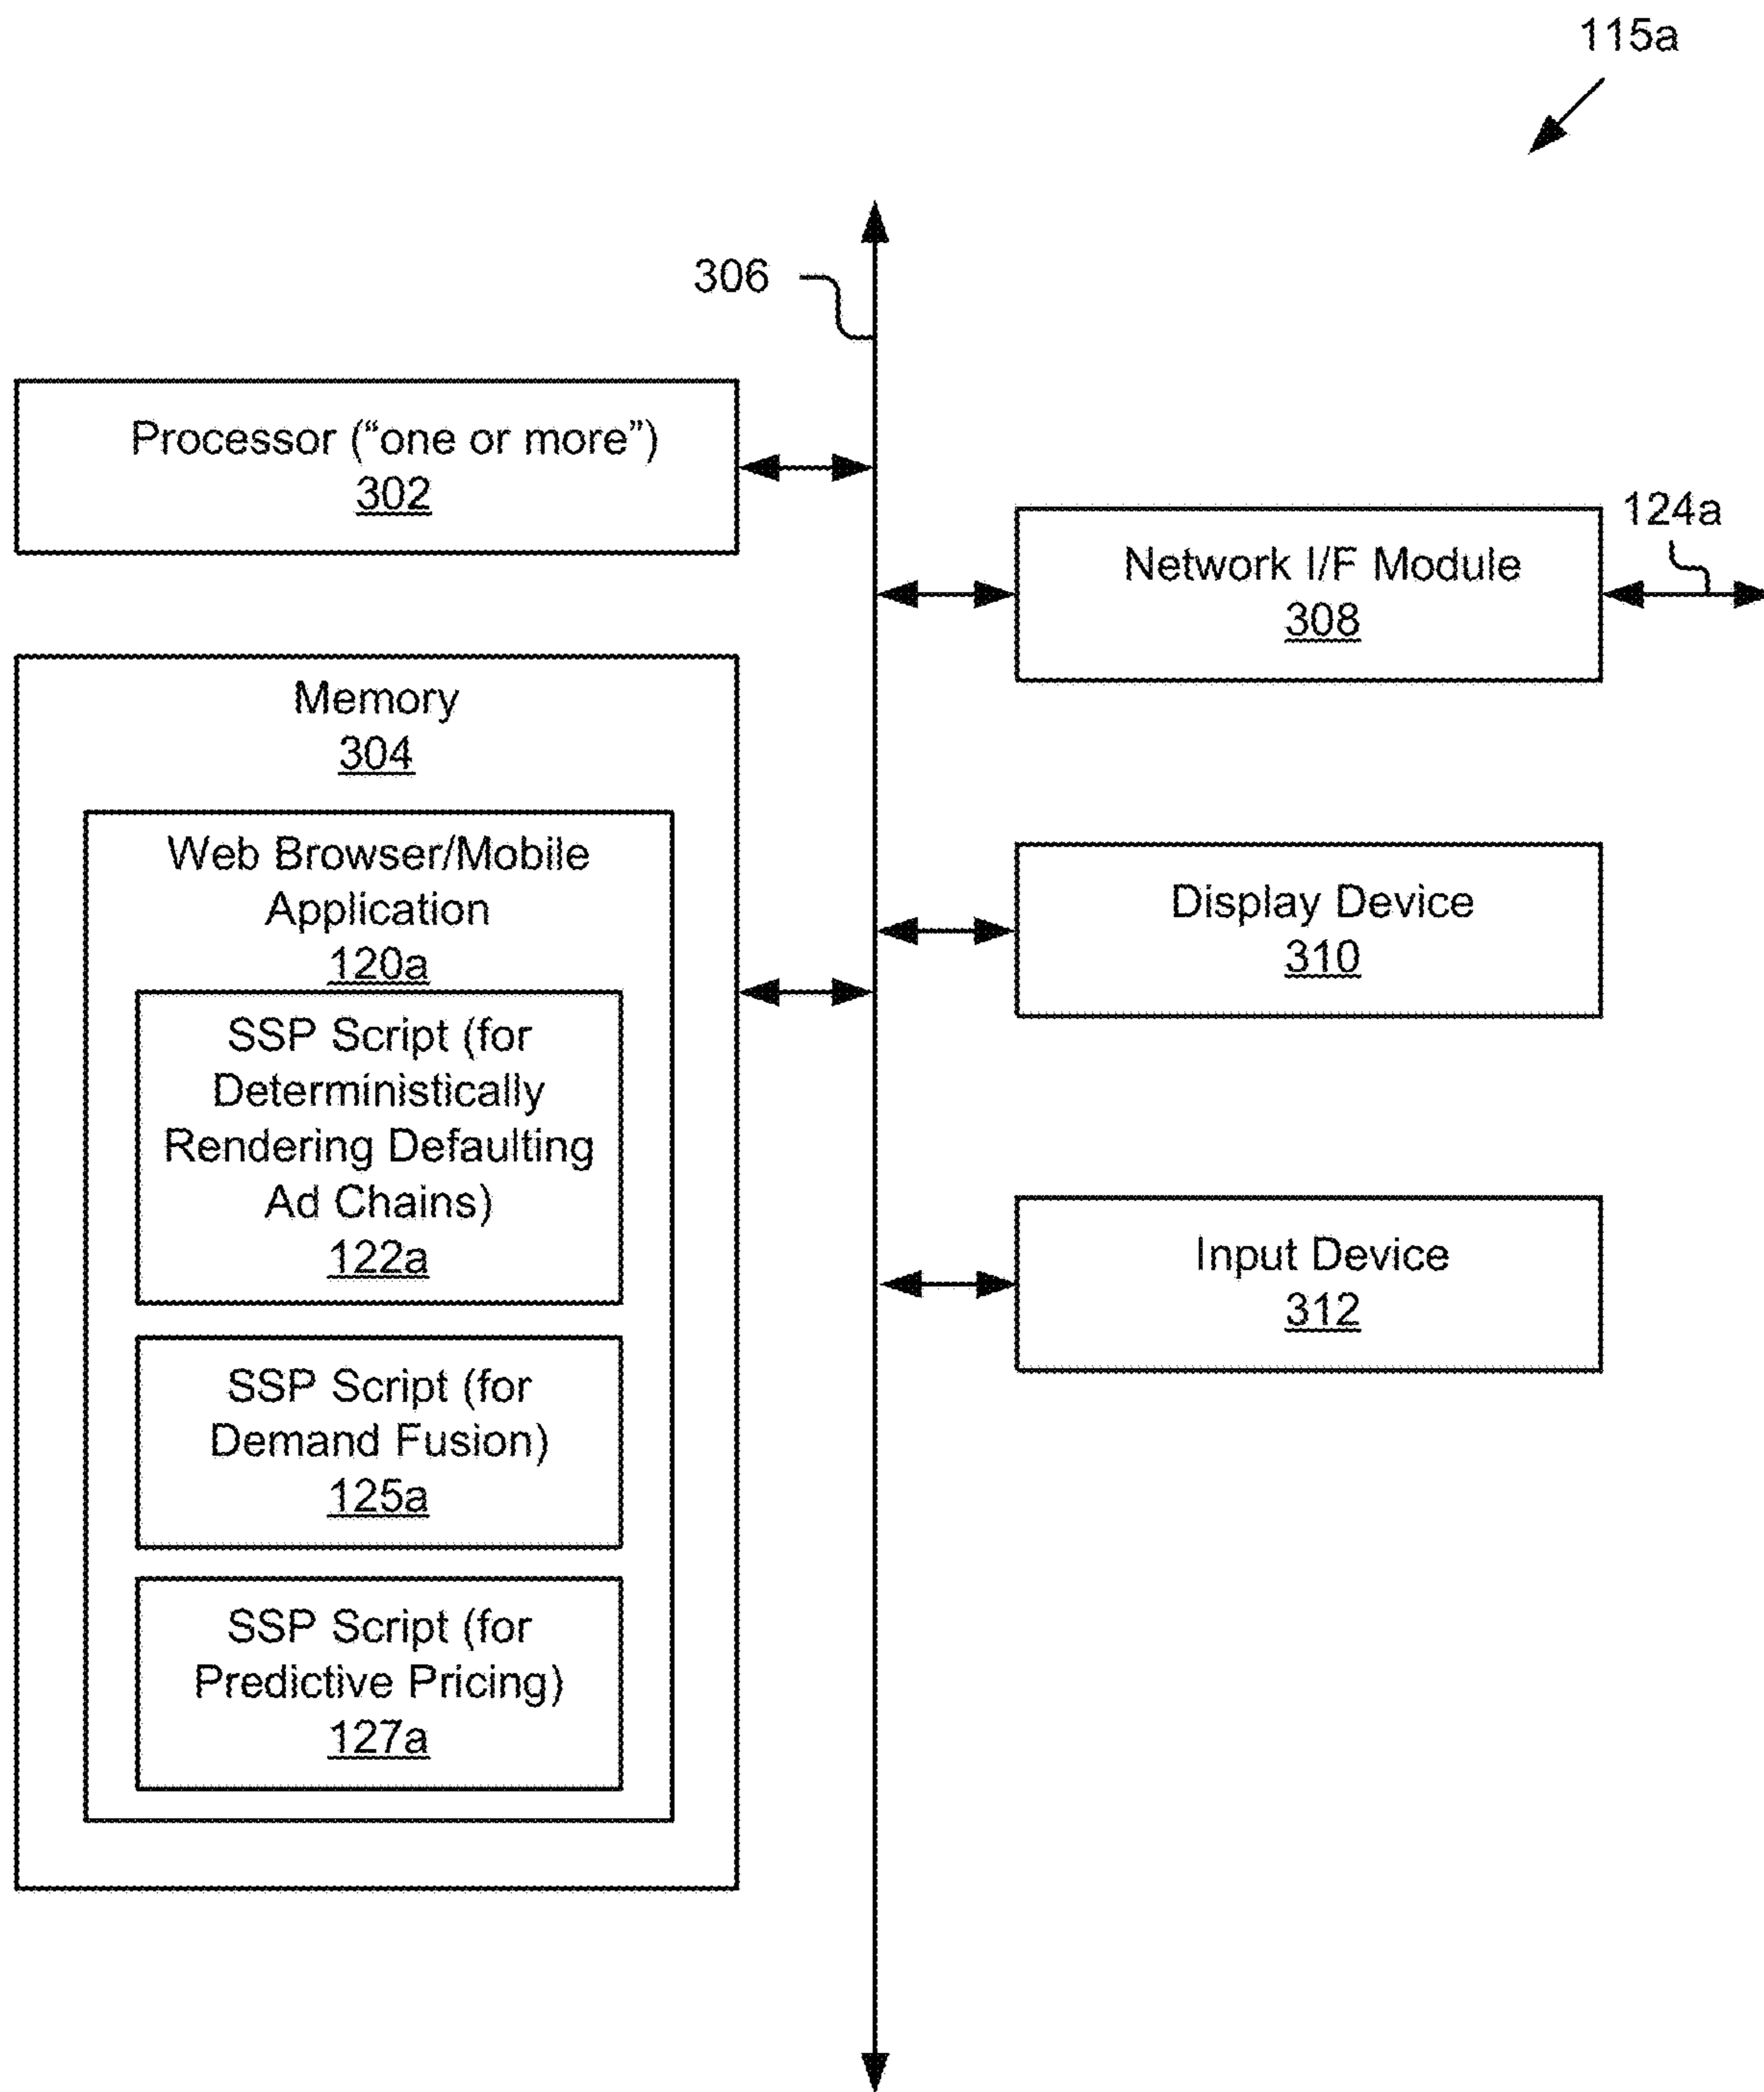 115a
306
Processor (“one or more”)
302
124a
Network I/F Module
308
Memory
304
Web Browser/Mobile
Application
120a
SSP Script (for
Deterministically
Rendering Defaulting
Ad Chains)
122a
SSP Script (for
Demand Fusion)
125a
SSP Script (for
Predictive Pricing)
127a
Display Device
310
Input Device
312